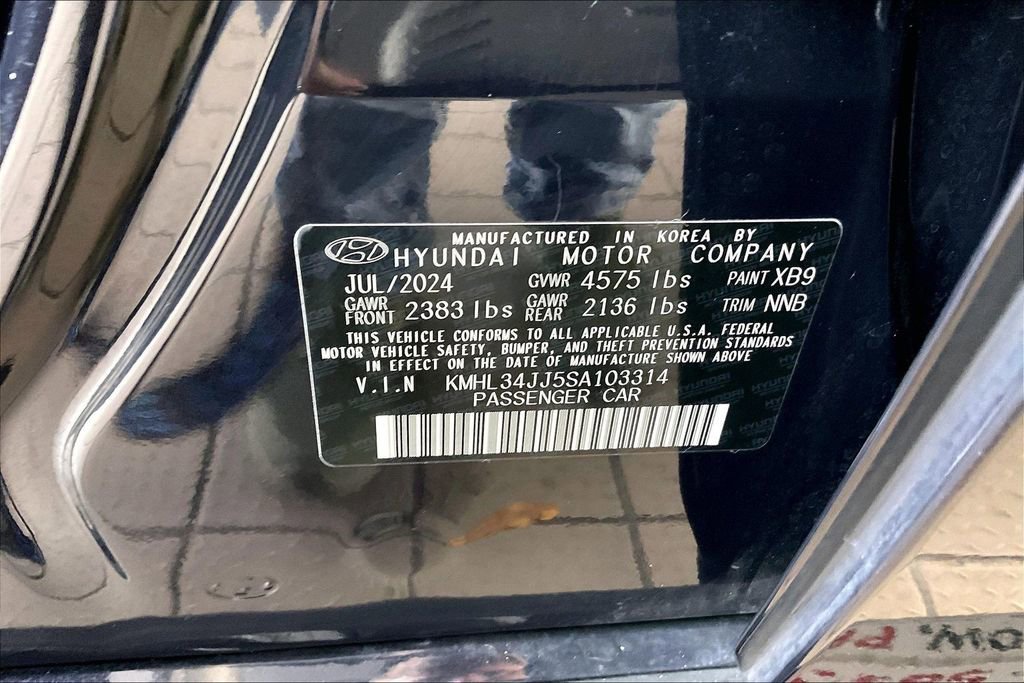 MANUFACTURED IN KOREA BY
HYUNDAI MOTOR COMPANY
JUL/2024 GVWR 4575 lbs PAINT XB9
GAWR FRONT 2383 lbs GAWR REAR 2136 lbs TRIM NNB
THIS VEHICLE CONFORMS TO ALL APPLICABLE U.S.A. FEDERAL
MOTOR VEHICLE SAFETY, BUMPER, AND THEFT PREVENTION STANDARDS
IN EFFECT ON THE DATE OF MANUFACTURE SHOWN ABOVE
V.I.N KMHL34JJ5SA103314
PASSENGER CAR